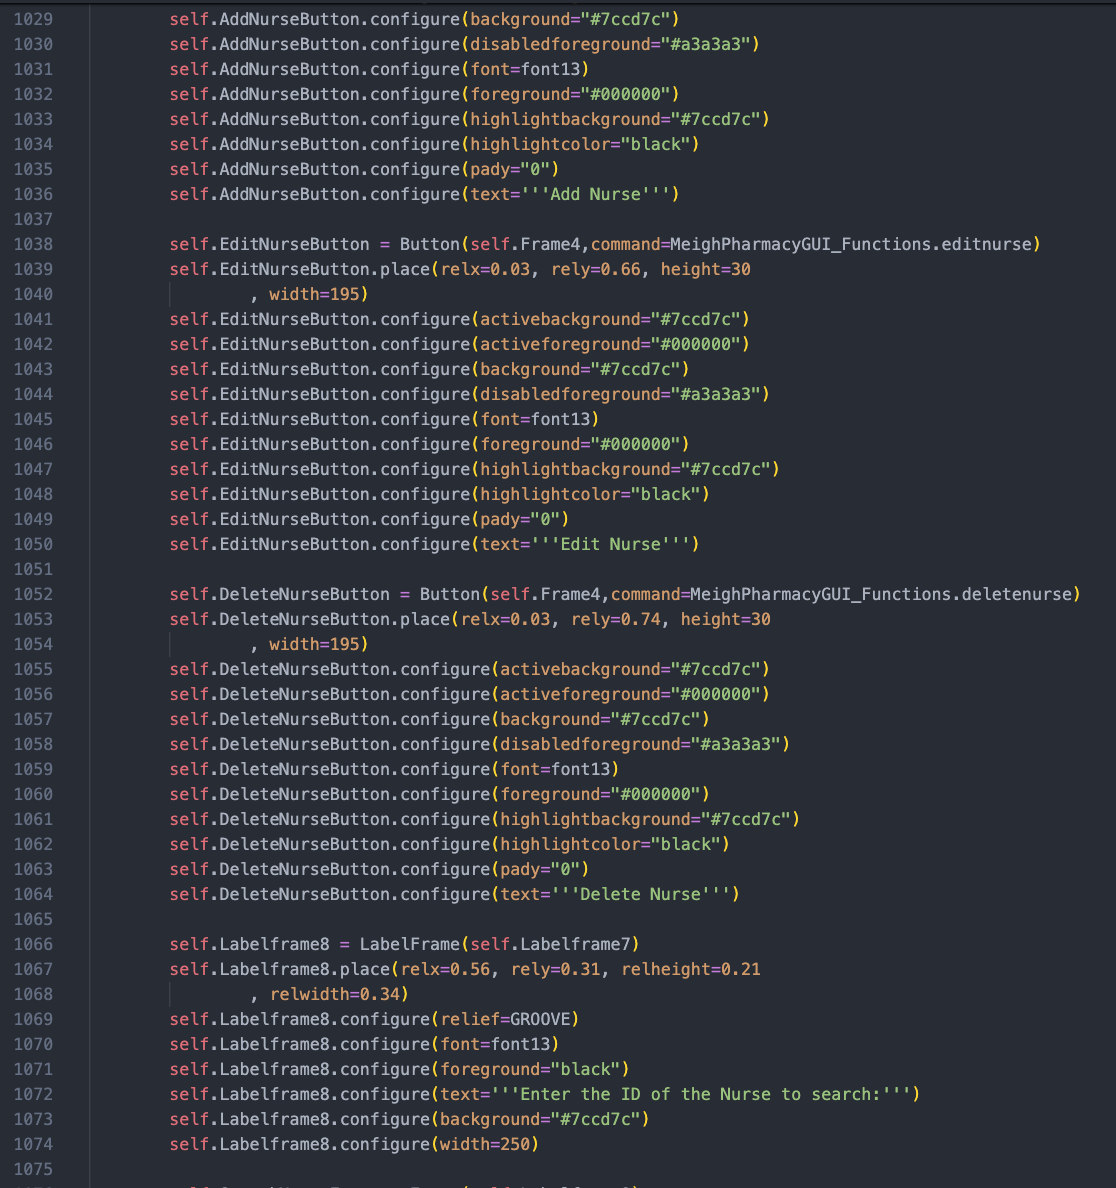 1029 self.AddNurseButton.configure(background="#7ccd7c")
1030 self.AddNurseButton.configure(disabledforeground="#a3a3a3")
1031 self.AddNurseButton.configure(font=font13)
1032 self.AddNurseButton.configure(foreground="#000000")
1033 self.AddNurseButton.configure(highlightbackground="#7ccd7c")
1034 self.AddNurseButton.configure(highlightcolor="black")
1035 self.AddNurseButton.configure(pady="0")
1036 self.AddNurseButton.configure(text='''Add Nurse''')
1037
1038 self.EditNurseButton = Button(self.Frame4,command=MeighPharmacyGUI_Functions.editnurse)
1039 self.EditNurseButton.place(relx=0.03, rely=0.66, height=30
1040 , width=195)
1041 self.EditNurseButton.configure(activebackground="#7ccd7c")
1042 self.EditNurseButton.configure(activeforeground="#000000")
1043 self.EditNurseButton.configure(background="#7ccd7c")
1044 self.EditNurseButton.configure(disabledforeground="#a3a3a3")
1045 self.EditNurseButton.configure(font=font13)
1046 self.EditNurseButton.configure(foreground="#000000")
1047 self.EditNurseButton.configure(highlightbackground="#7ccd7c")
1048 self.EditNurseButton.configure(highlightcolor="black")
1049 self.EditNurseButton.configure(pady="0")
1050 self.EditNurseButton.configure(text='''Edit Nurse''')
1051
1052 self.DeleteNurseButton = Button(self.Frame4,command=MeighPharmacyGUI_Functions.deletenurse)
1053 self.DeleteNurseButton.place(relx=0.03, rely=0.74, height=30
1054 , width=195)
1055 self.DeleteNurseButton.configure(activebackground="#7ccd7c")
1056 self.DeleteNurseButton.configure(activeforeground="#000000")
1057 self.DeleteNurseButton.configure(background="#7ccd7c")
1058 self.DeleteNurseButton.configure(disabledforeground="#a3a3a3")
1059 self.DeleteNurseButton.configure(font=font13)
1060 self.DeleteNurseButton.configure(foreground="#000000")
1061 self.DeleteNurseButton.configure(highlightbackground="#7ccd7c")
1062 self.DeleteNurseButton.configure(highlightcolor="black")
1063 self.DeleteNurseButton.configure(pady="0")
1064 self.DeleteNurseButton.configure(text='''Delete Nurse''')
1065
1066 self.Labelframe8 = LabelFrame(self.Labelframe7)
1067 self.Labelframe8.place(relx=0.56, rely=0.31, relheight=0.21
1068 , relwidth=0.34)
1069 self.Labelframe8.configure(relief=GROOVE)
1070 self.Labelframe8.configure(font=font13)
1071 self.Labelframe8.configure(foreground="black")
1072 self.Labelframe8.configure(text='''Enter the ID of the Nurse to search:''')
1073 self.Labelframe8.configure(background="#7ccd7c")
1074 self.Labelframe8.configure(width=250)
1075